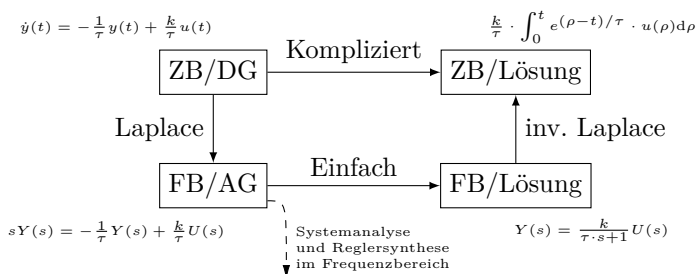 ẏ(t) = −1/τ y(t) + k/τ u(t)
k/τ · ∫₀ᵗ e^{(ρ−t)/τ} · u(ρ)dρ
Kompliziert
ZB/DG
ZB/Lösung
Laplace
inv. Laplace
Einfach
FB/AG
FB/Lösung
sY(s) = −1/τ Y(s) + k/τ U(s)
Y(s) = k/(τ·s+1) U(s)
Systemanalyse
und Reglersynthese
im Frequenzbereich